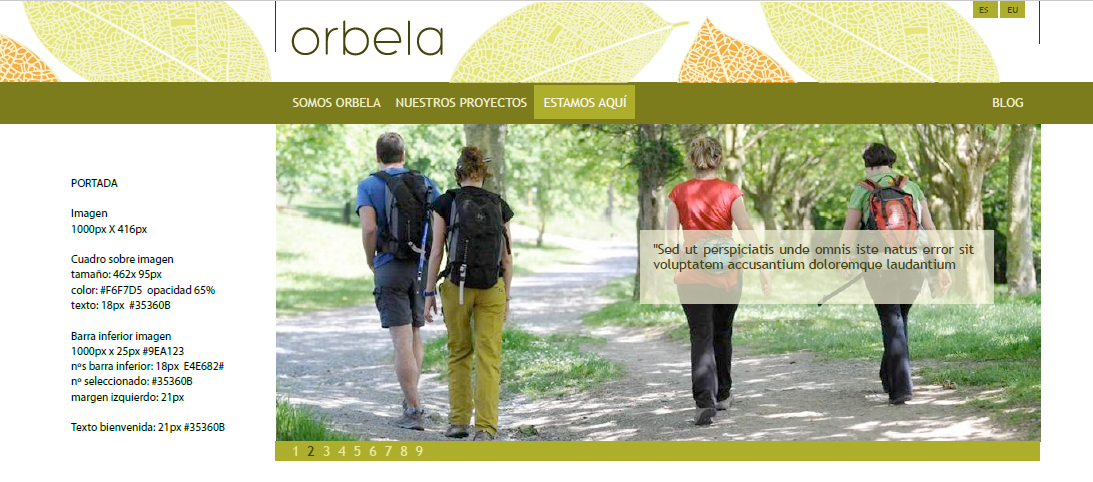 ES EU
orbela
SOMOS ORBELA NUESTROS PROYECTOS ESTAMOS AQUÍ BLOG
PORTADA
Imagen
1000px X 416px
Cuadro sobre imagen
tamaño: 462x 95px
color: #F6F7D5 opacidad 65%
texto: 18px #35360B
Barra inferior imagen
1000px x 25px #9EA123
nºs barra inferior: 18px E4E682#
nº seleccionado: #35360B
margen izquierdo: 21px
Texto bienvenida: 21px #35360B
"Sed ut perspiciatis unde omnis iste natus error sit
voluptatem accusantium doloremque laudantium
1 2 3 4 5 6 7 8 9